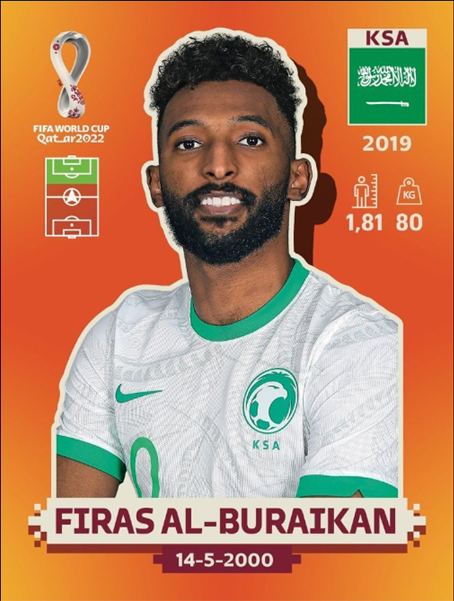 FIFA WORLD CUP
Qatar2022
KSA
2019
KG
1,81 80
KSA
FIRAS AL-BURAIKAN
14-5-2000